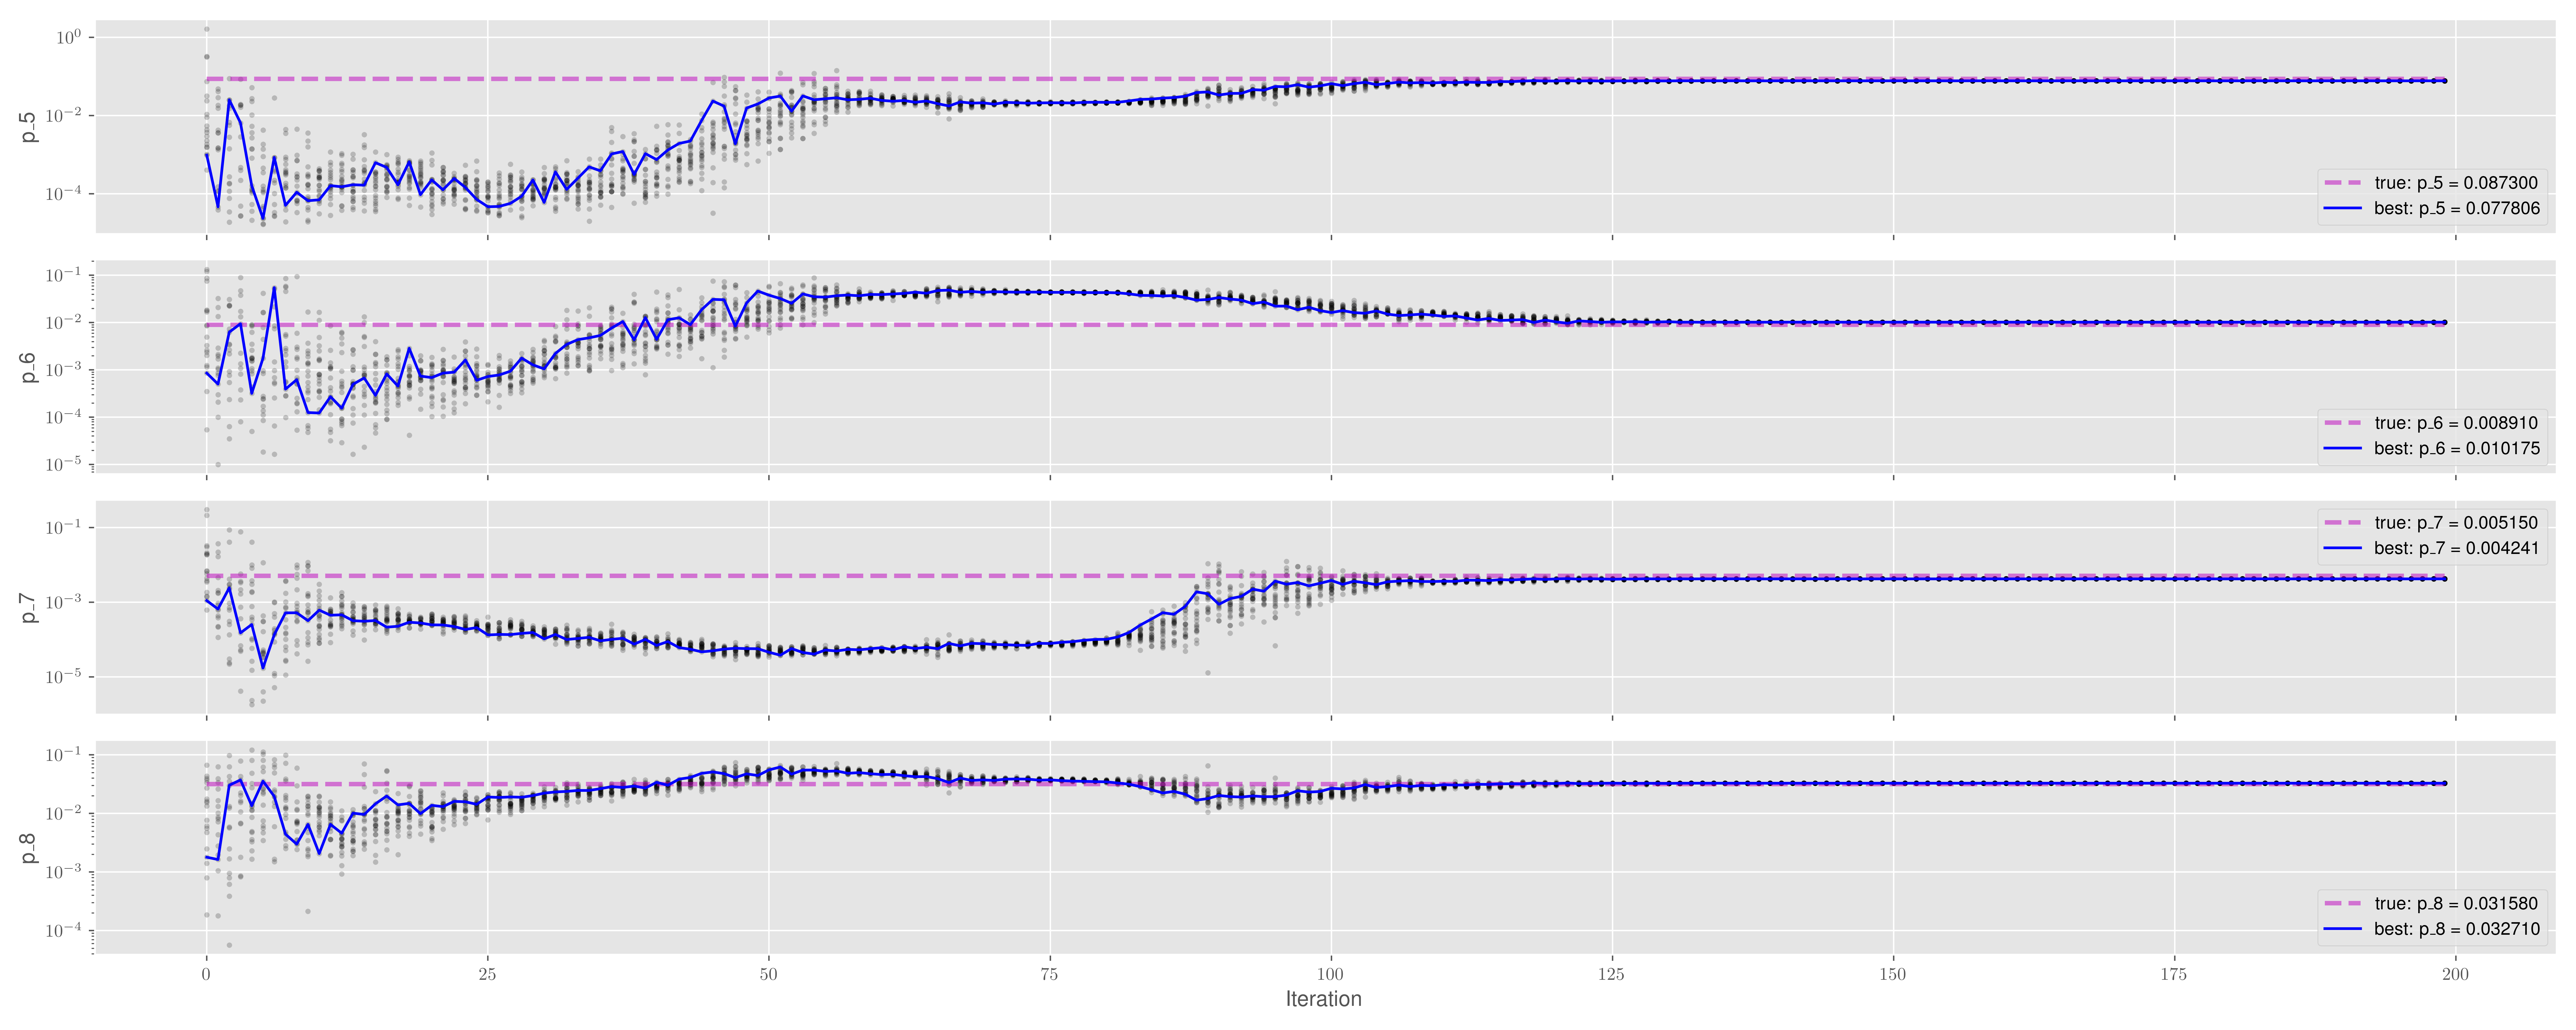 10^0
10^-2
10^-4
p_5
true: p_5 = 0.087300
best: p_5 = 0.077806
10^-1
10^-2
10^-3
10^-4
10^-5
p_6
true: p_6 = 0.008910
best: p_6 = 0.010175
10^-1
10^-3
10^-5
p_7
true: p_7 = 0.005150
best: p_7 = 0.004241
10^-1
10^-2
10^-3
10^-4
p_8
true: p_8 = 0.031580
best: p_8 = 0.032710
0 25 50 75 100 125 150 175 200
Iteration